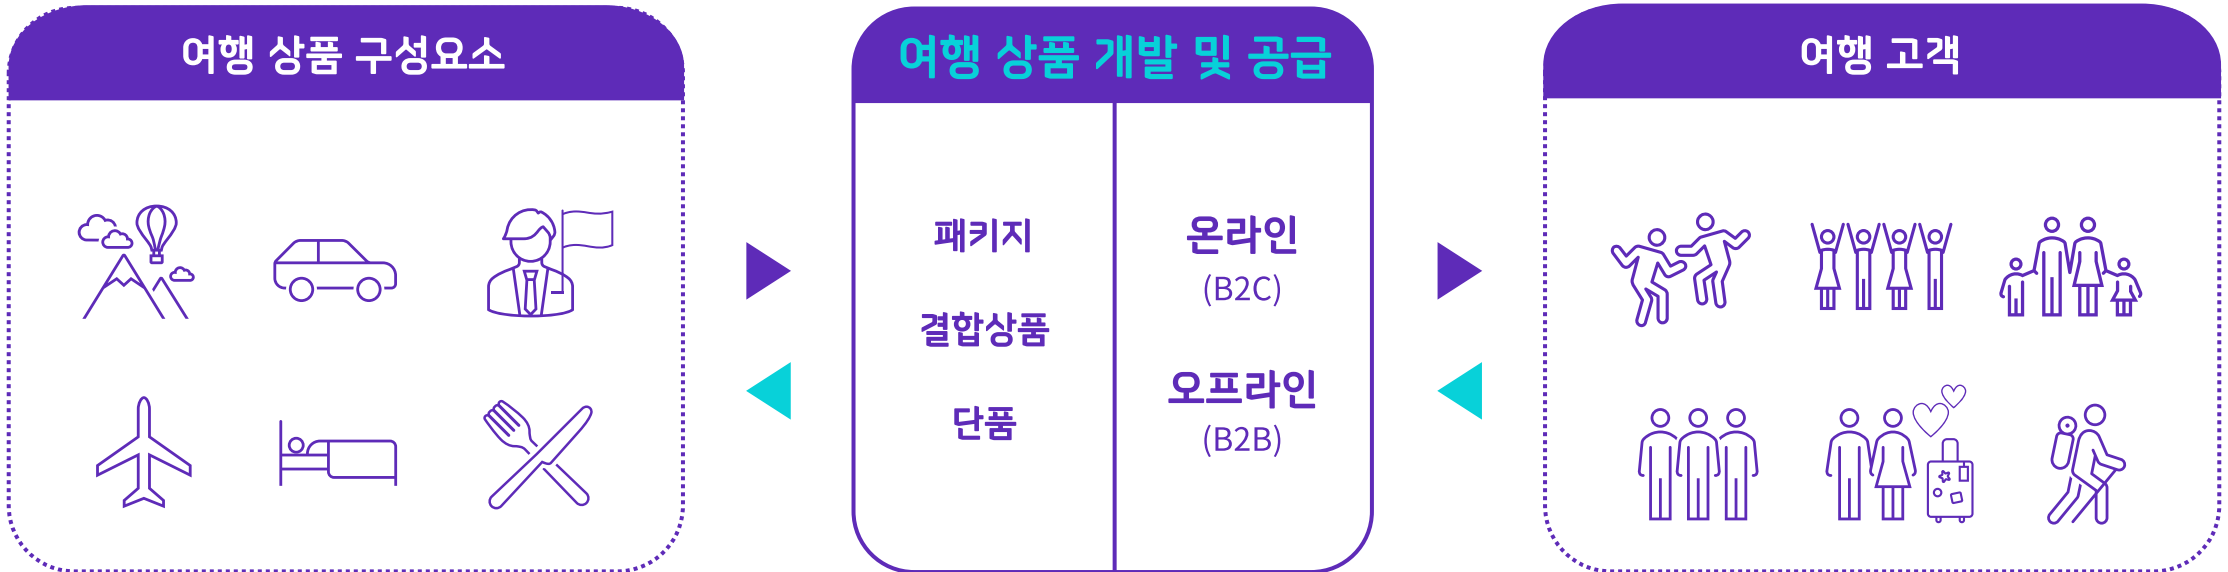 여행 상품 구성요소
여행 상품 개발 및 공급
패키지
결합상품
단품
온라인
(B2C)
오프라인
(B2B)
여행 고객